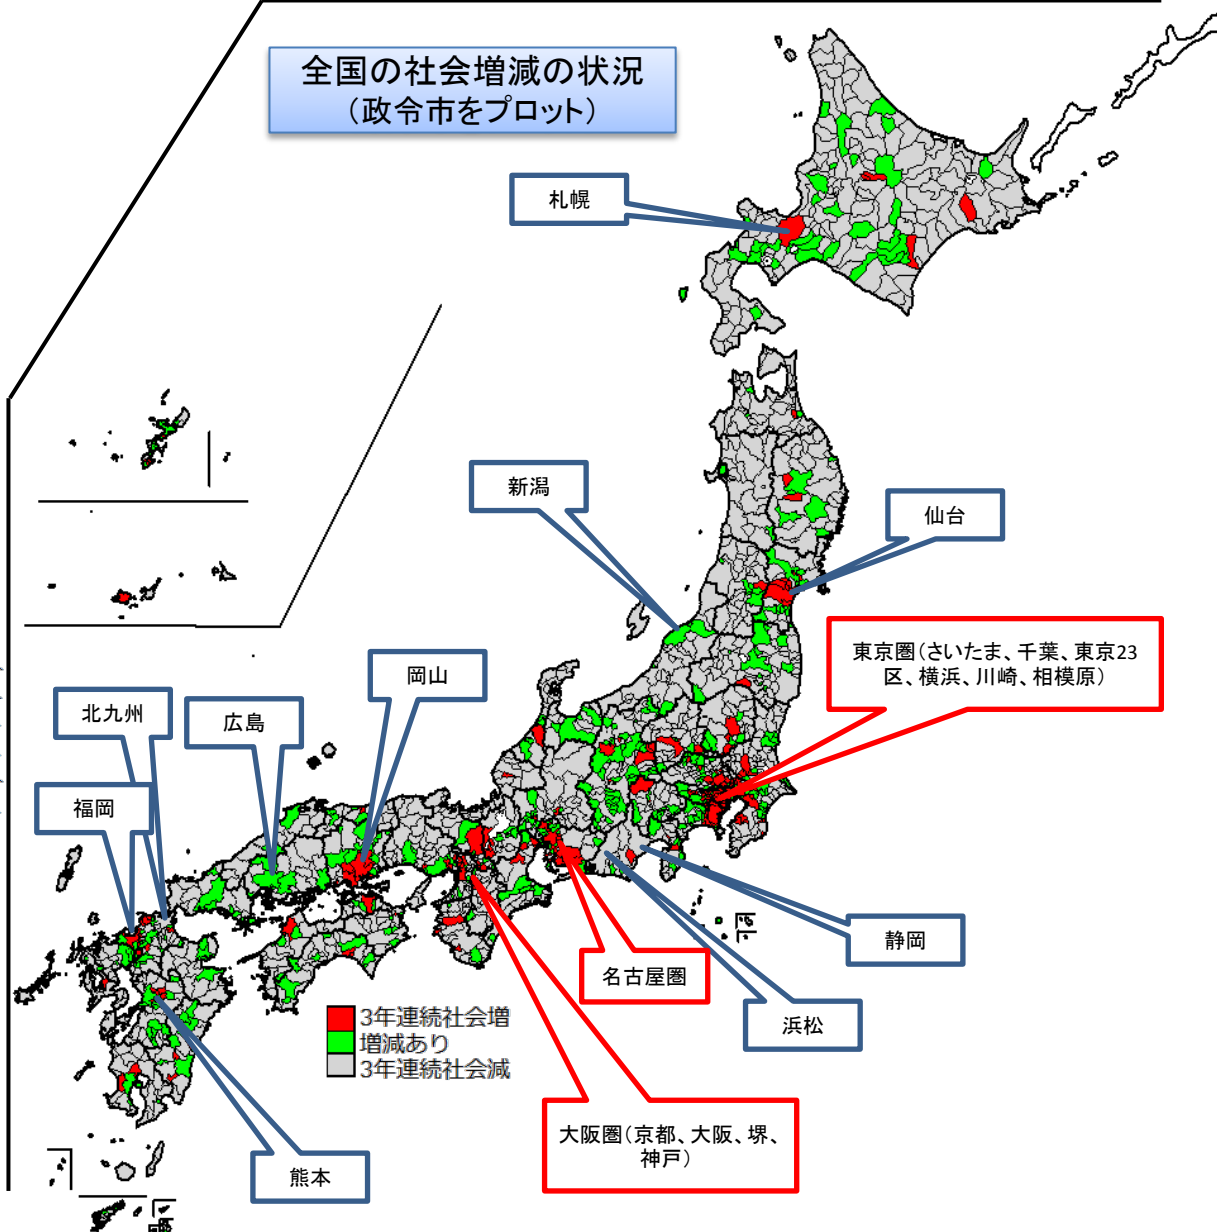 全国の社会増減の状況
（政令市をプロット）
札幌
新潟
仙台
東京圏（さいたま、千葉、東京23
区、横浜、川崎、相模原）
岡山
北九州
広島
福岡
静岡
名古屋圏
浜松
3年連続社会増
増減あり
3年連続社会減
大阪圏（京都、大阪、堺、
神戸）
熊本